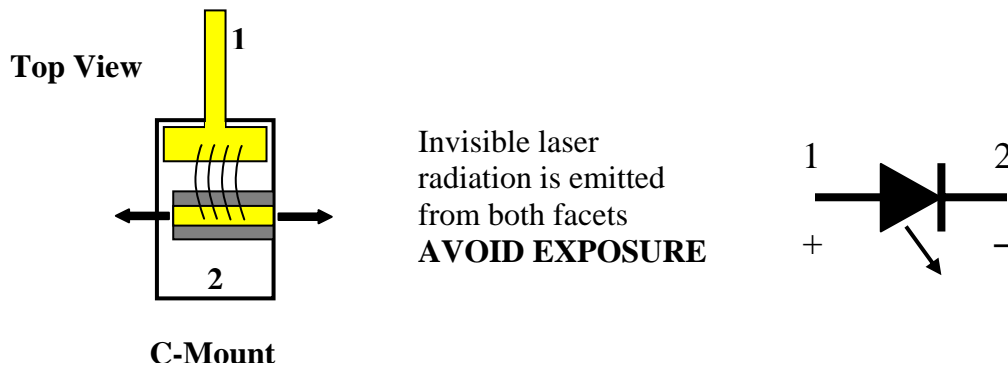 1
Top View
Invisible laser
radiation is emitted
from both facets
AVOID EXPOSURE
2
C-Mount
1 2
+ −